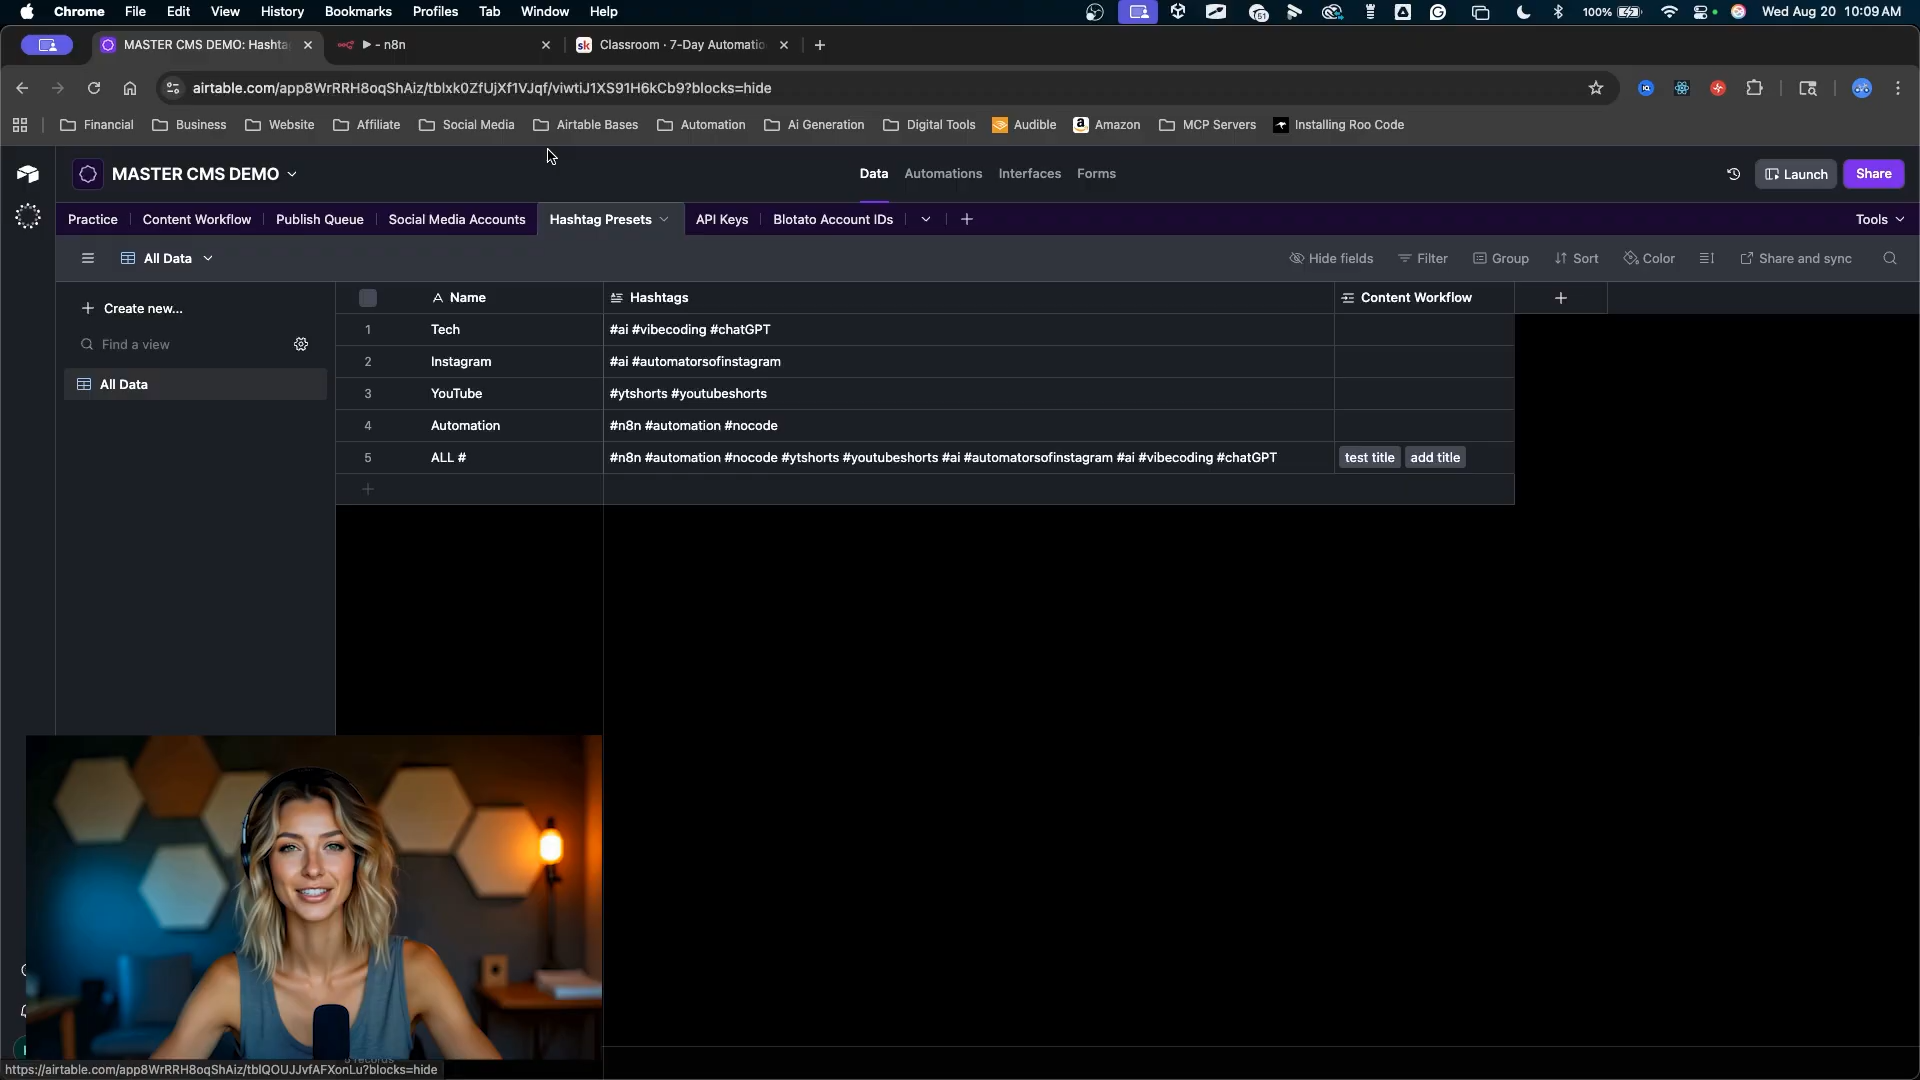 Chrome File Edit View History Bookmarks Profiles Tab Window Help 61 100% Wed Aug 20 10:09 AM
MASTER CMS DEMO: Hashta - n8n sk Classroom · 7-Day Automatio
airtable.com/app8WrRRH8oqShAiz/tblxk0ZfUjXf1VJqf/viwtiJ1XS91H6kCb9?blocks=hide
Financial Business Website Affiliate Social Media Airtable Bases Automation Ai Generation Digital Tools Audible Amazon MCP Servers Installing Roo Code
MASTER CMS DEMO Data Automations Interfaces Forms Launch Share
Practice Content Workflow Publish Queue Social Media Accounts Hashtag Presets API Keys Blotato Account IDs Tools
All Data Hide fields Filter Group Sort Color Share and sync
Create new...
Find a view
All Data
Name Hashtags Content Workflow
1 Tech #ai #vibecoding #chatGPT
2 Instagram #ai #automatorsofinstagram
3 YouTube #ytshorts #youtubeshorts
4 Automation #n8n #automation #nocode
5 ALL # #n8n #automation #nocode #ytshorts #youtubeshorts #ai #automatorsofinstagram #ai #vibecoding #chatGPT test title add title
https://airtable.com/app8WrRRH8oqShAiz/tblQOUJJvfAFXonLu?blocks=hide